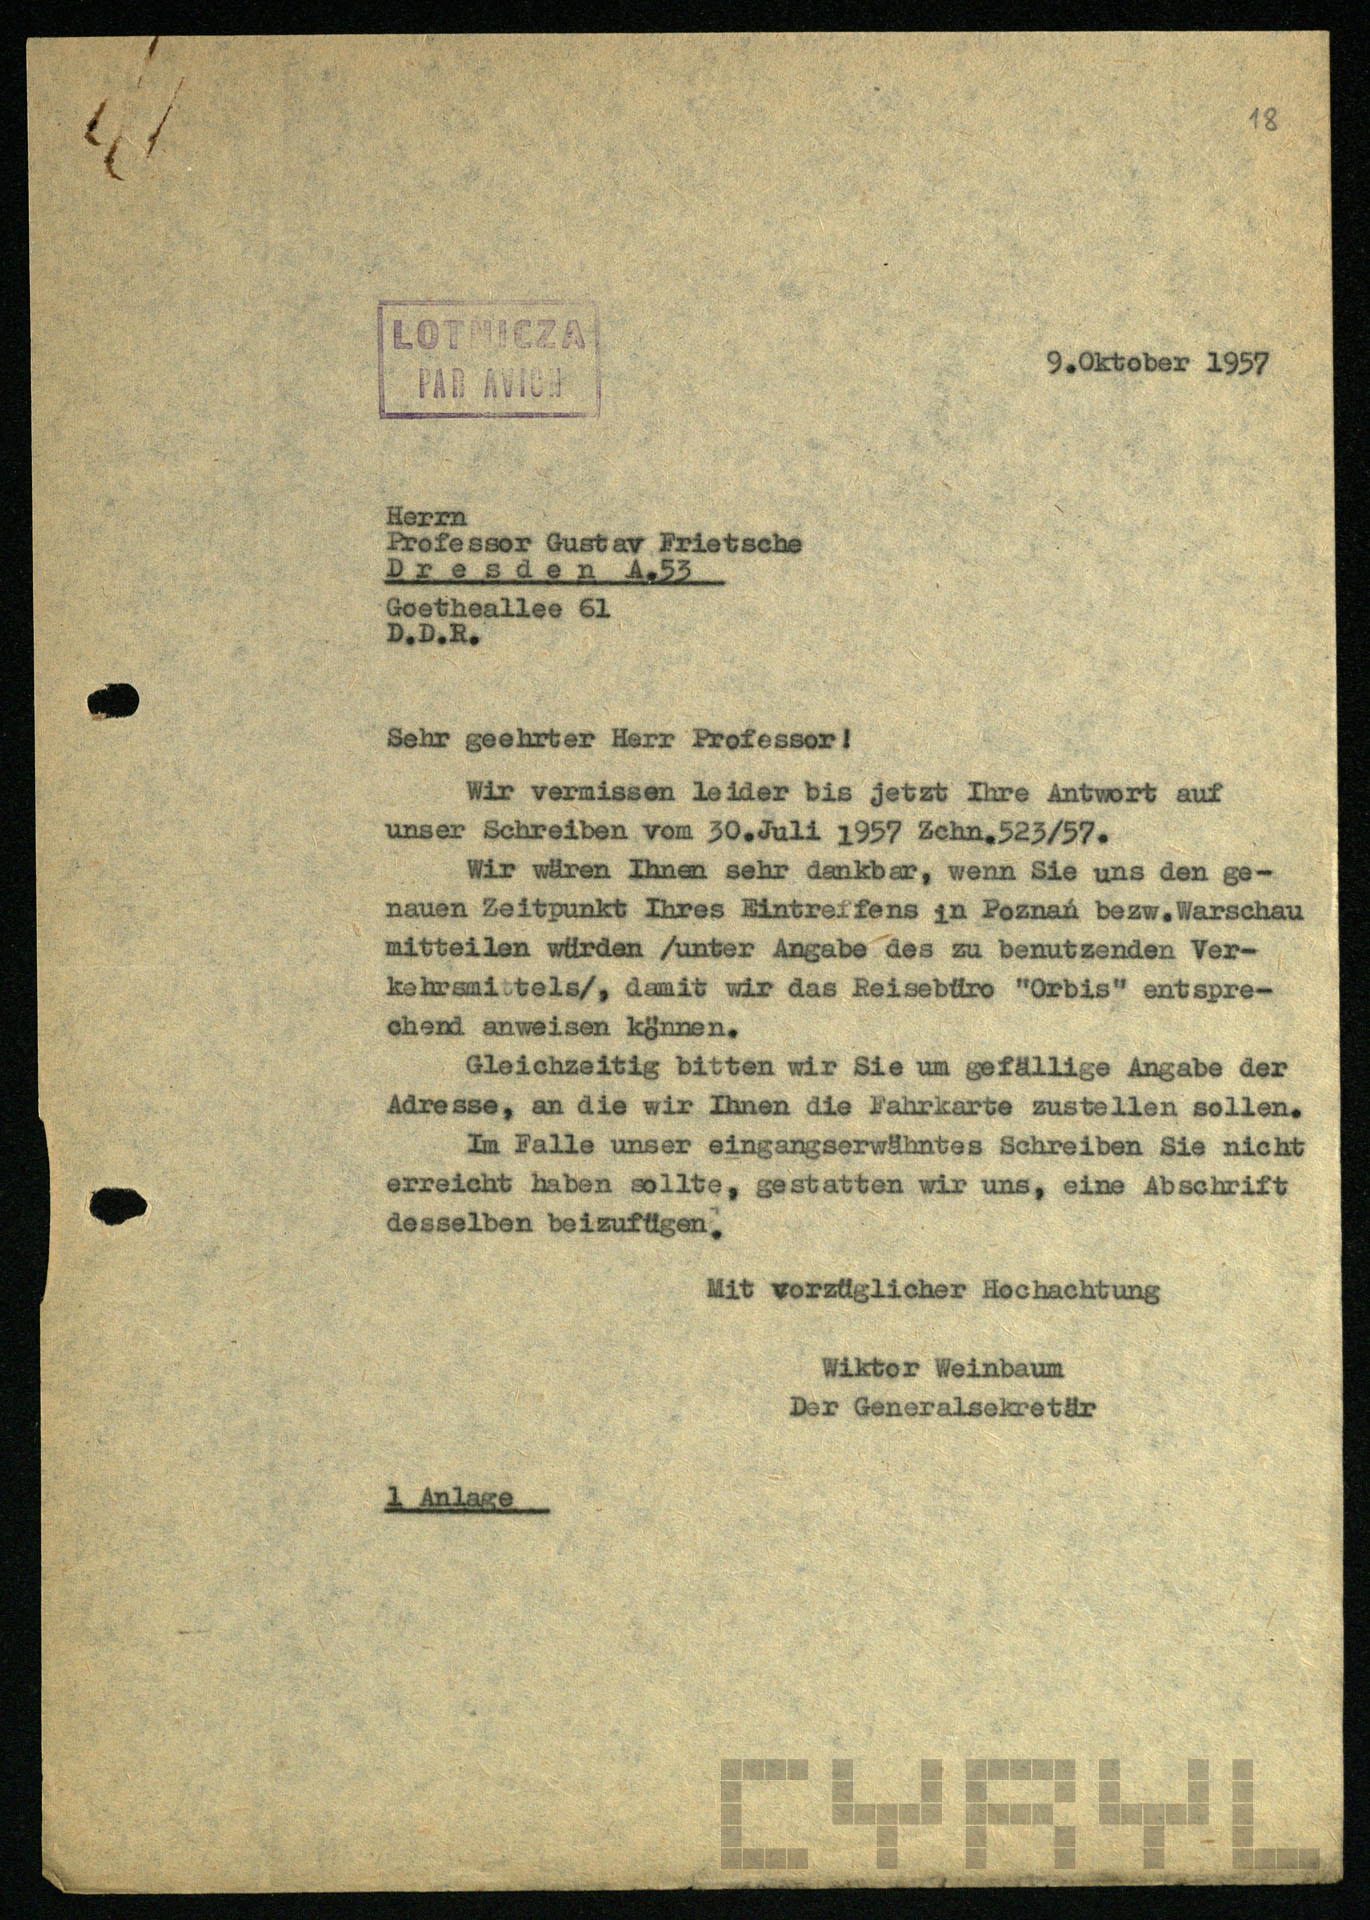 18
LOTNICZA
PAR AVION
9.Oktober 1957
Herrn
Professor Gustav Frietsche
D r e s d e n A.53
Goetheallee 61
D.D.R.
Sehr geehrter Herr Professor!
Wir vermissen leider bis jetzt Ihre Antwort auf
unser Schreiben vom 30.Juli 1957 Zchn.523/57.
Wir wären Ihnen sehr dankbar, wenn Sie uns den ge-
nauen Zeitpunkt Ihres Eintreffens in Poznań bezw.Warschau
mitteilen würden /unter Angabe des zu benutzenden Ver-
kehrsmittels/, damit wir das Reisebüro "Orbis" entspre-
chend anweisen können.
Gleichzeitig bitten wir Sie um gefällige Angabe der
Adresse, an die wir Ihnen die Fahrkarte zustellen sollen.
Im Falle unser eingangserwähntes Schreiben Sie nicht
erreicht haben sollte, gestatten wir uns, eine Abschrift
desselben beizufügen.
Mit vorzüglicher Hochachtung
Wiktor Weinbaum
Der Generalsekretär
1 Anlage
CYRYL